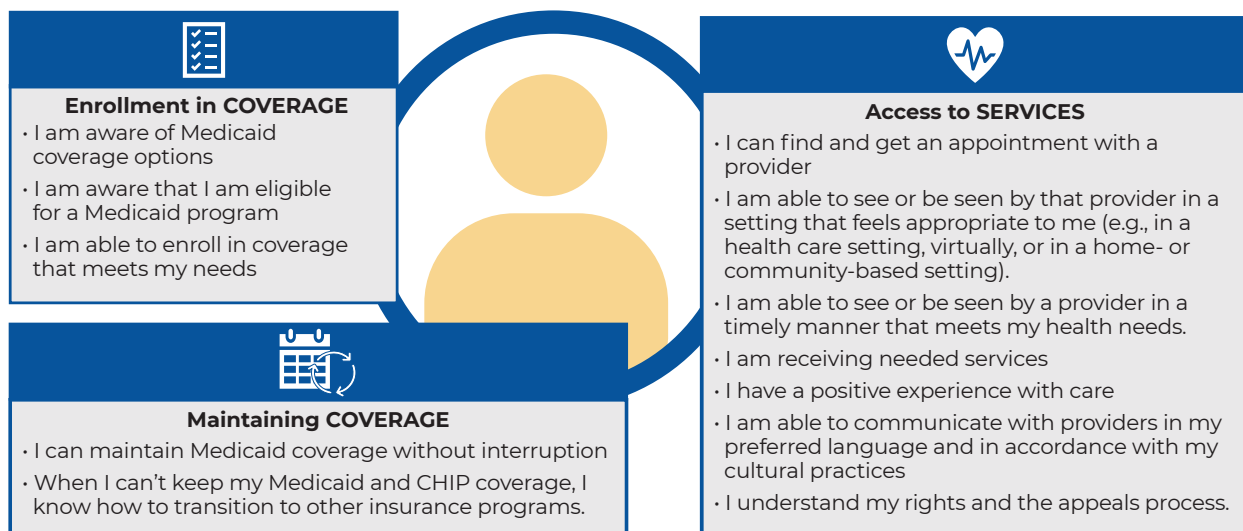 Enrollment in COVERAGE
· I am aware of Medicaid
coverage options
· I am aware that I am eligible
for a Medicaid program
· I am able to enroll in coverage
that meets my needs
Maintaining COVERAGE
· I can maintain Medicaid coverage without interruption
· When I can’t keep my Medicaid and CHIP coverage, I
know how to transition to other insurance programs.
Access to SERVICES
· I can find and get an appointment with a
provider
· I am able to see or be seen by that provider in a
setting that feels appropriate to me (e.g., in a
health care setting, virtually, or in a home- or
community-based setting).
· I am able to see or be seen by a provider in a
timely manner that meets my health needs.
· I am receiving needed services
· I have a positive experience with care
· I am able to communicate with providers in my
preferred language and in accordance with my
cultural practices
· I understand my rights and the appeals process.